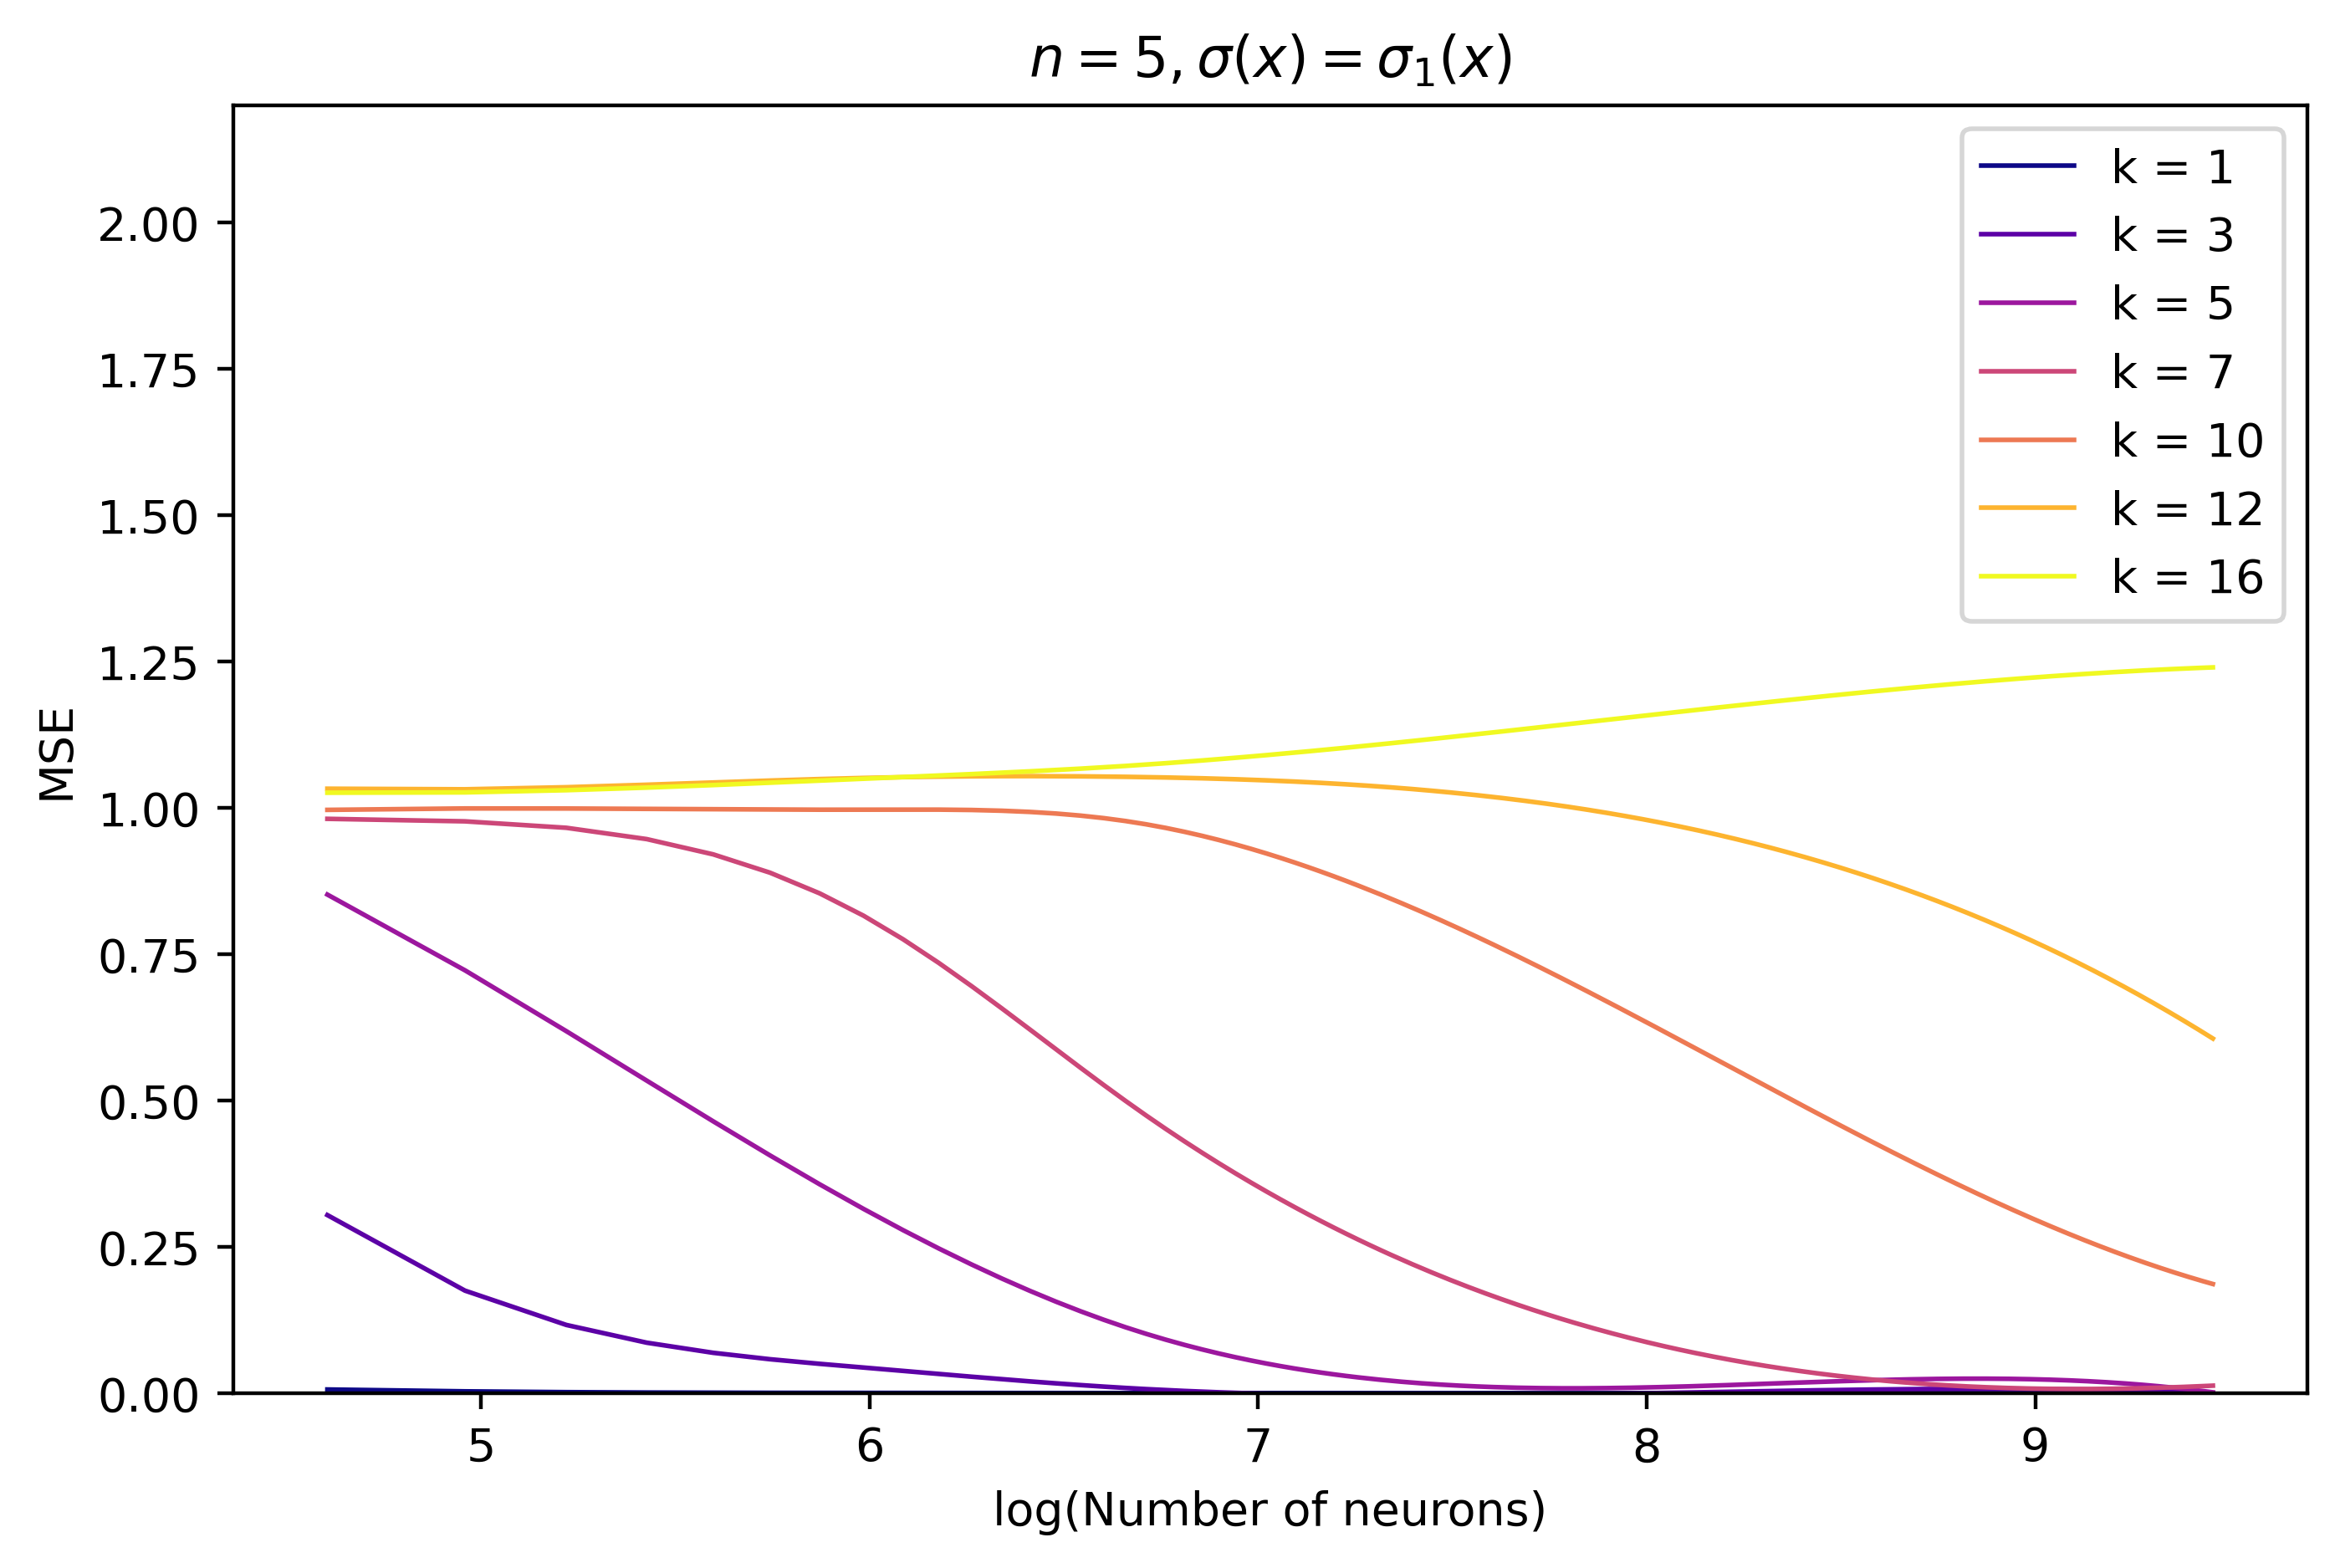 n = 5, σ(x) = σ₁(x)
k = 1
k = 3
k = 5
k = 7
k = 10
k = 12
k = 16
MSE
2.00
1.75
1.50
1.25
1.00
0.75
0.50
0.25
0.00
5 6 7 8 9
log(Number of neurons)